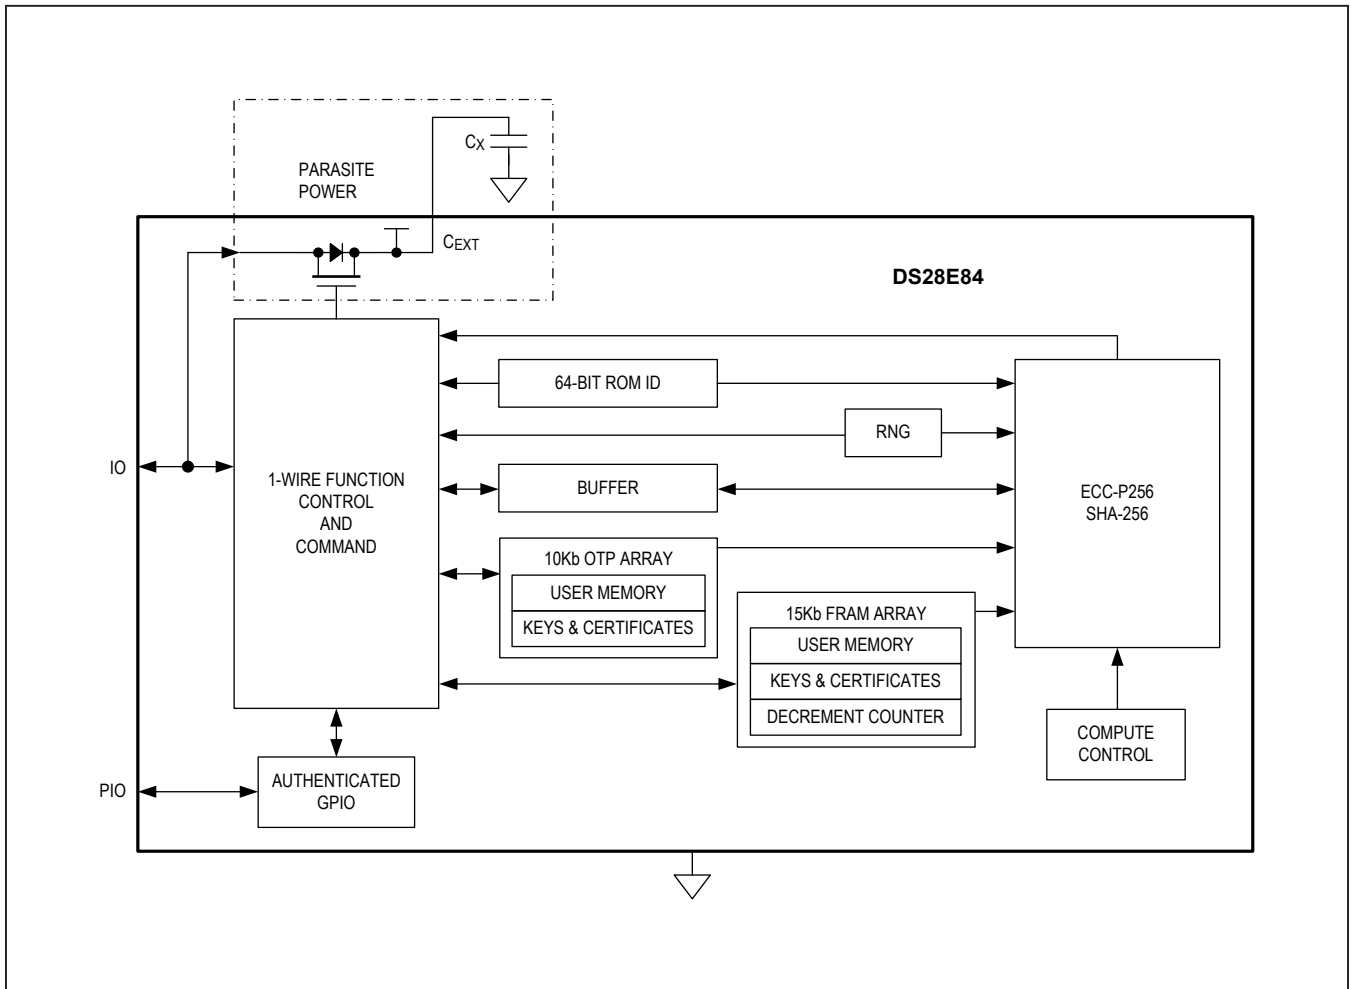 PARASITE
POWER
CX
CEXT
DS28E84
64-BIT ROM ID
RNG
IO
1-WIRE FUNCTION
CONTROL
AND
COMMAND
BUFFER
ECC-P256
SHA-256
10Kb OTP ARRAY
USER MEMORY
KEYS & CERTIFICATES
15Kb FRAM ARRAY
USER MEMORY
KEYS & CERTIFICATES
DECREMENT COUNTER
COMPUTE
CONTROL
PIO
AUTHENTICATED
GPIO